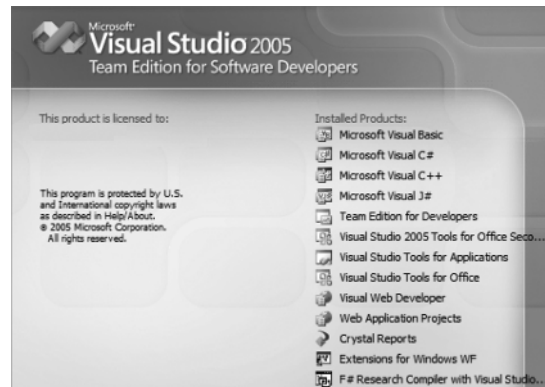 Microsoft
Visual Studio 2005
Team Edition for Software Developers
This product is licensed to:
This program is protected by U.S.
and International copyright laws
as described in Help/About.
© 2005 Microsoft Corporation.
All rights reserved.
Installed Products:
Microsoft Visual Basic
Microsoft Visual C#
Microsoft Visual C++
Microsoft Visual J#
Team Edition for Developers
Visual Studio 2005 Tools for Office Seco...
Visual Studio Tools for Applications
Visual Studio Tools for Office
Visual Web Developer
Web Application Projects
Crystal Reports
Extensions for Windows WF
F# Research Compiler with Visual Studio...